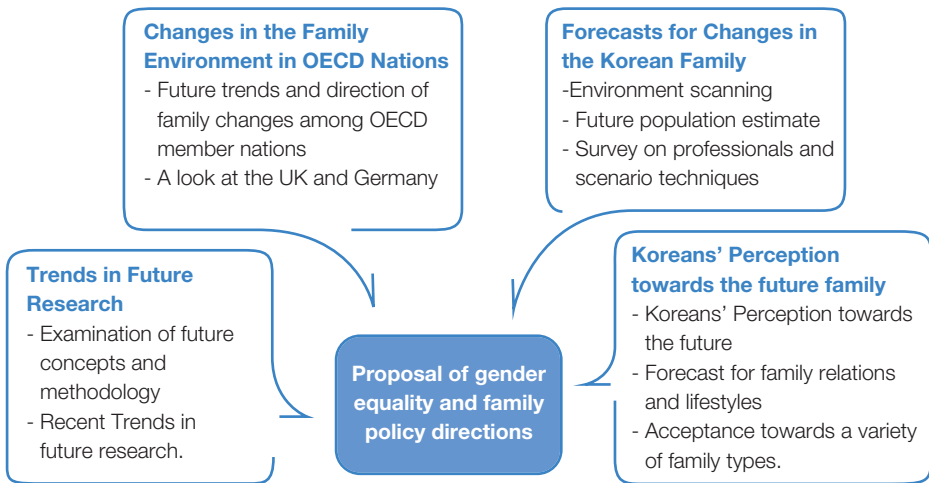 Changes in the Family
Environment in OECD Nations
- Future trends and direction of
family changes among OECD
member nations
- A look at the UK and Germany
Forecasts for Changes in
the Korean Family
-Environment scanning
- Future population estimate
- Survey on professionals and
scenario techniques
Trends in Future
Research
- Examination of future
concepts and
methodology
- Recent Trends in
future research.
Proposal of gender
equality and family
policy directions
Koreans’ Perception
towards the future family
- Koreans’ Perception towards
the future
- Forecast for family relations
and lifestyles
- Acceptance towards a variety
of family types.